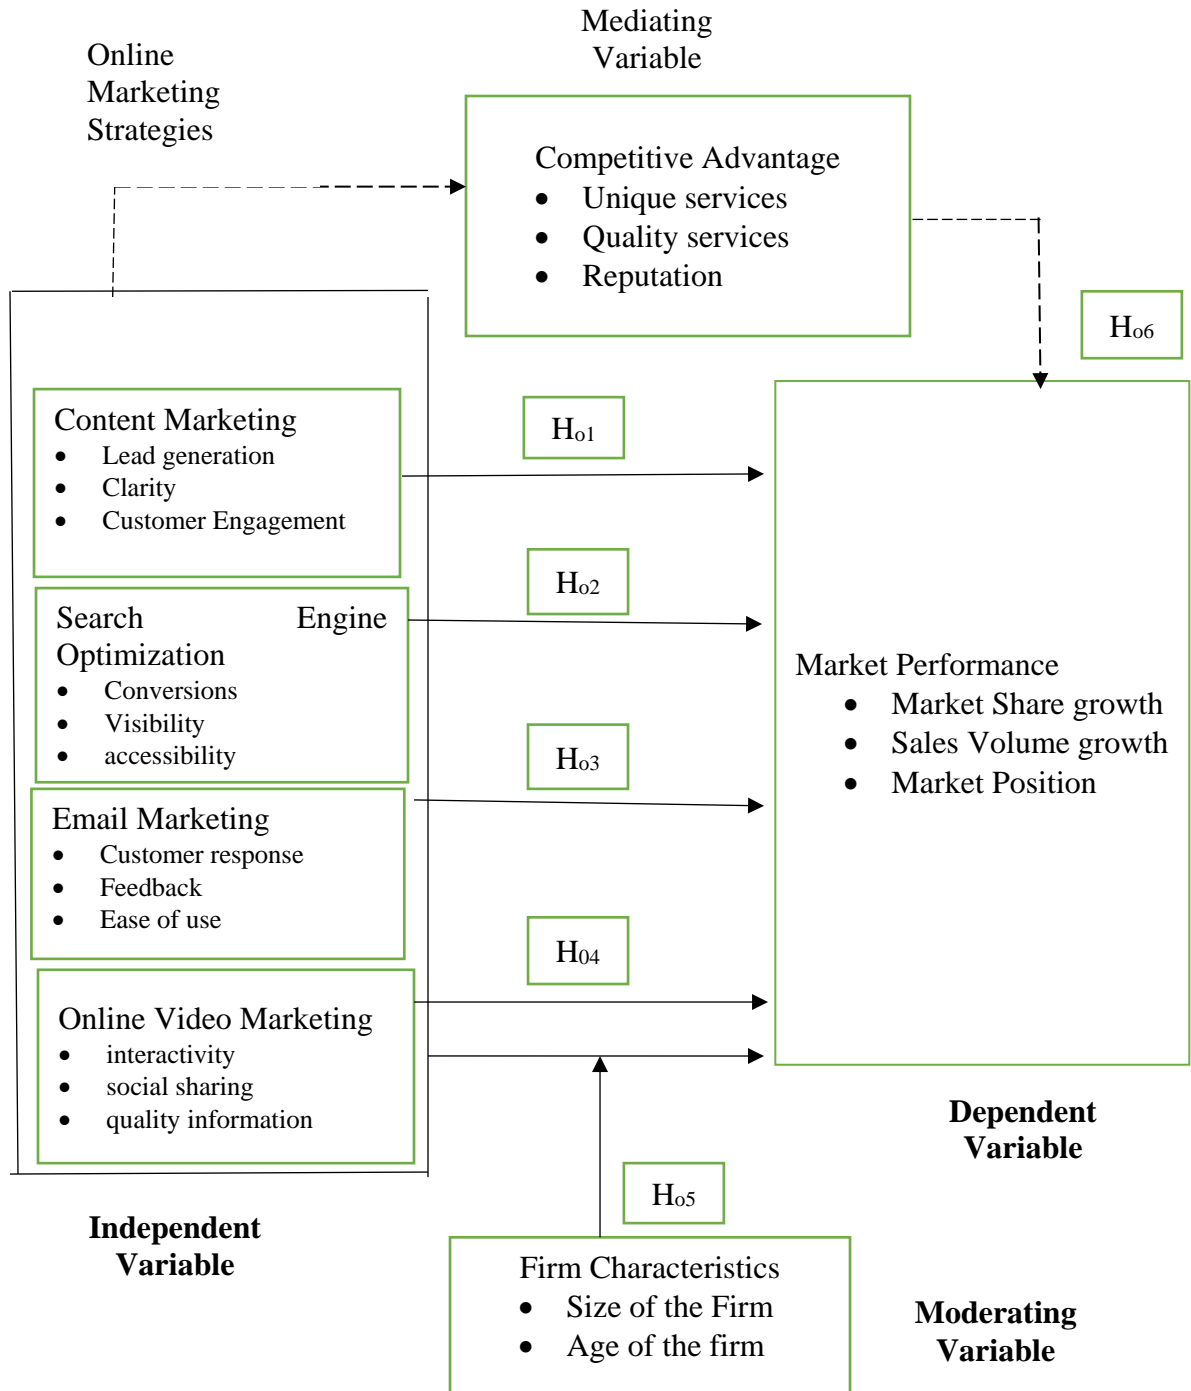 Online
Marketing
Strategies
Mediating
Variable
Competitive Advantage
• Unique services
• Quality services
• Reputation
H₀₆
Content Marketing
• Lead generation
• Clarity
• Customer Engagement
Hₒ₁
Search Engine
Optimization
• Conversions
• Visibility
• accessibility
Hₒ₂
Email Marketing
• Customer response
• Feedback
• Ease of use
Hₒ₃
Online Video Marketing
• interactivity
• social sharing
• quality information
H₀₄
Market Performance
• Market Share growth
• Sales Volume growth
• Market Position
Dependent
Variable
Independent
Variable
Hₒ₅
Firm Characteristics
• Size of the Firm
• Age of the firm
Moderating
Variable